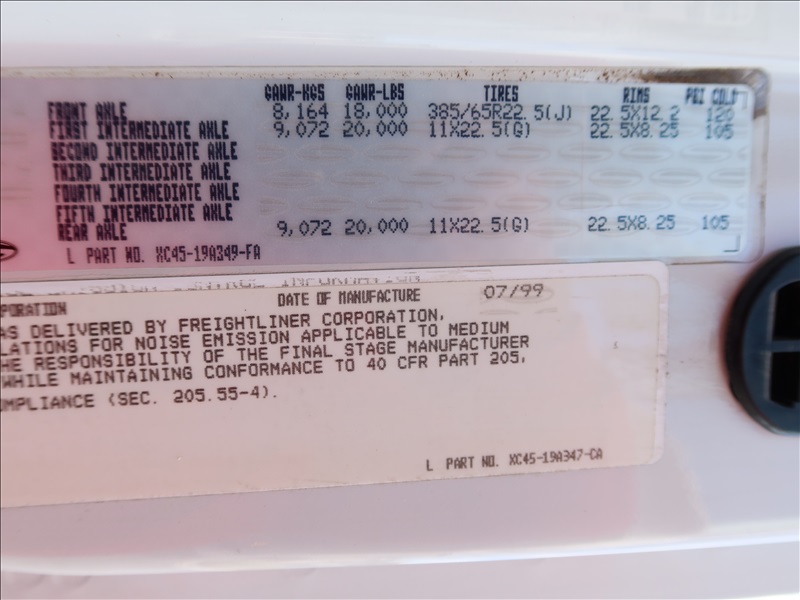 GAWR-KGS GAWR-LBS TIRES RIMS PSI COLD
FRONT AXLE 8,164 18,000 385/65R22.5(J) 22.5X12.2 120
FIRST INTERMEDIATE AXLE 9,072 20,000 11X22.5(G) 22.5X8.25 105
SECOND INTERMEDIATE AXLE
THIRD INTERMEDIATE AXLE
FOURTH INTERMEDIATE AXLE
FIFTH INTERMEDIATE AXLE
REAR AXLE 9,072 20,000 11X22.5(G) 22.5X8.25 105
L PART NO. XC45-19A349-FA
CONTROL INFORMATION
PORATION DATE OF MANUFACTURE 07/99
AS DELIVERED BY FREIGHTLINER CORPORATION,
LATIONS FOR NOISE EMISSION APPLICABLE TO MEDIUM
HE RESPONSIBILITY OF THE FINAL STAGE MANUFACTURER
WHILE MAINTAINING CONFORMANCE TO 40 CFR PART 205,
OMPLIANCE (SEC. 205.55-4).
L PART NO. XC45-19A347-CA